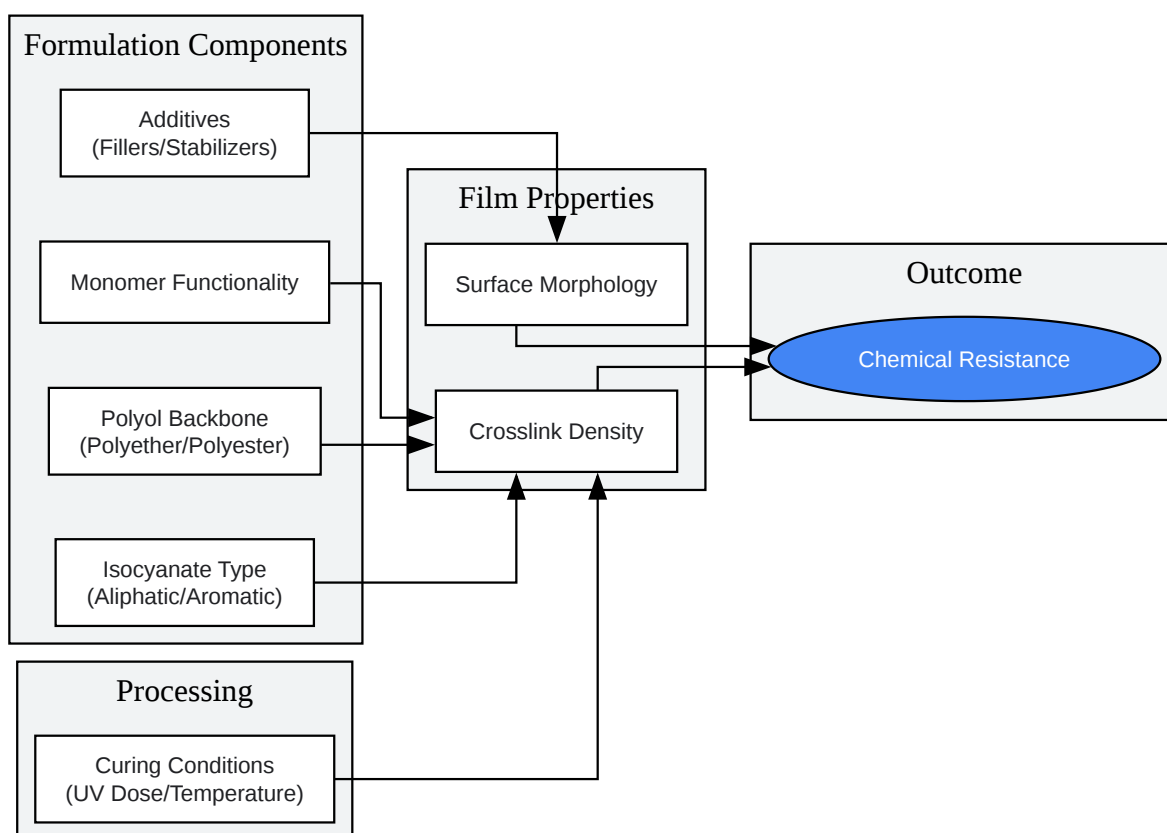 Formulation Components
Additives
(Fillers/Stabilizers)
Monomer Functionality
Polyol Backbone
(Polyether/Polyester)
Isocyanate Type
(Aliphatic/Aromatic)
Processing
Curing Conditions
(UV Dose/Temperature)
Film Properties
Surface Morphology
Crosslink Density
Outcome
Chemical Resistance